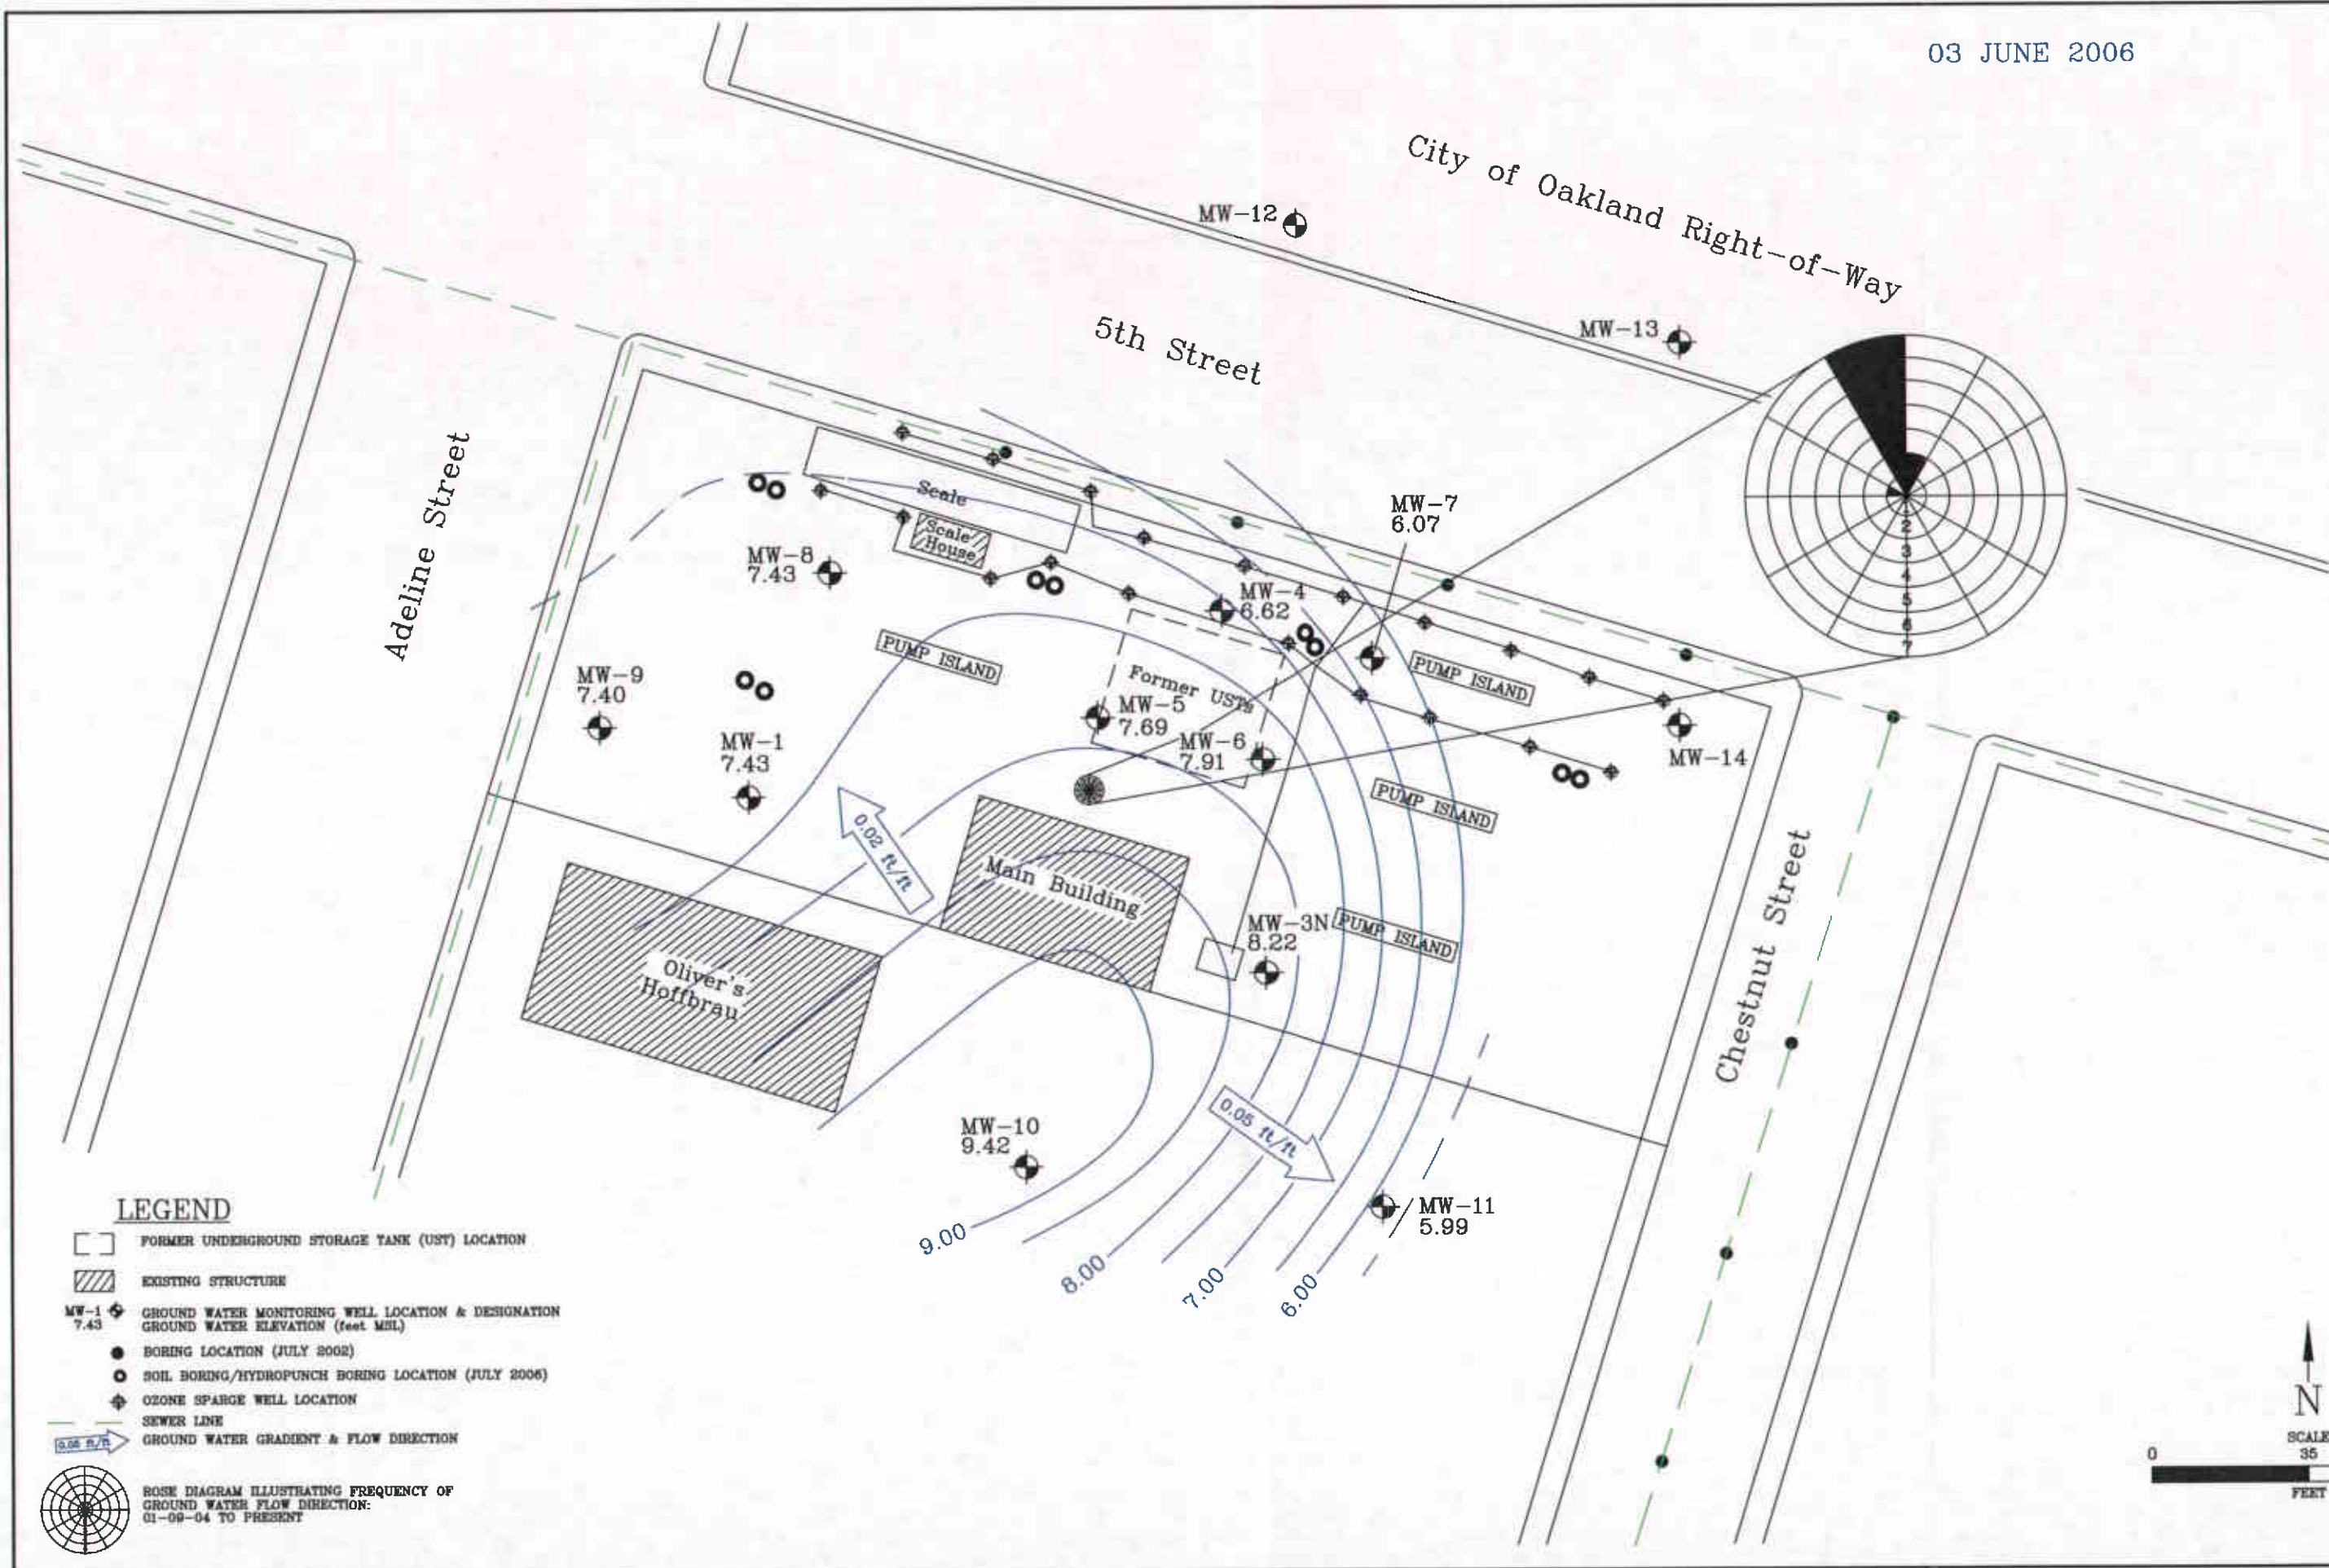 03 JUNE 2006
City of Oakland Right-of-Way
MW-12
MW-13
5th Street
Adeline Street
Chestnut Street
1
2
3
4
5
6
7
Scale
Scale
House
MW-7
6.07
MW-8
7.43
MW-4
6.62
PUMP ISLAND
PUMP ISLAND
MW-9
7.40
Former USTs
MW-5
7.69
MW-6
7.91
MW-14
MW-1
7.43
PUMP ISLAND
0.02 ft/ft
Main Building
MW-3N
8.22
PUMP ISLAND
Oliver's
Hoffbrau
MW-10
9.42
0.05 ft/ft
MW-11
5.99
9.00
8.00
7.00
6.00
LEGEND
FORMER UNDERGROUND STORAGE TANK (UST) LOCATION
EXISTING STRUCTURE
MW-1
7.43
GROUND WATER MONITORING WELL LOCATION & DESIGNATION
GROUND WATER ELEVATION (feet MSL)
BORING LOCATION (JULY 2002)
SOIL BORING/HYDROPUNCH BORING LOCATION (JULY 2006)
OZONE SPARGE WELL LOCATION
SEWER LINE
0.05 ft/ft
GROUND WATER GRADIENT & FLOW DIRECTION
ROSE DIAGRAM ILLUSTRATING FREQUENCY OF
GROUND WATER FLOW DIRECTION:
01-09-04 TO PRESENT
N
SCALE
0 35
FEET